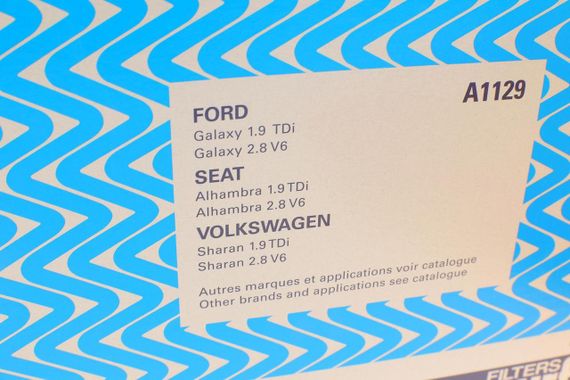 A1129
FORD
Galaxy 1.9 TDi
Galaxy 2.8 V6
SEAT
Alhambra 1.9 TDi
Alhambra 2.8 V6
VOLKSWAGEN
Sharan 1.9 TDi
Sharan 2.8 V6
Autres marques et applications voir catalogue
Other brands and applications see catalogue
FILTERS